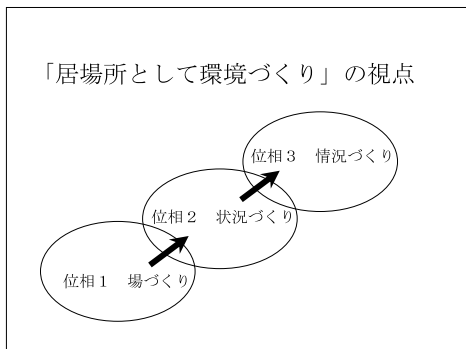 「居場所として環境づくり」の視点
位相３　情況づくり
位相２　状況づくり
位相１　場づくり